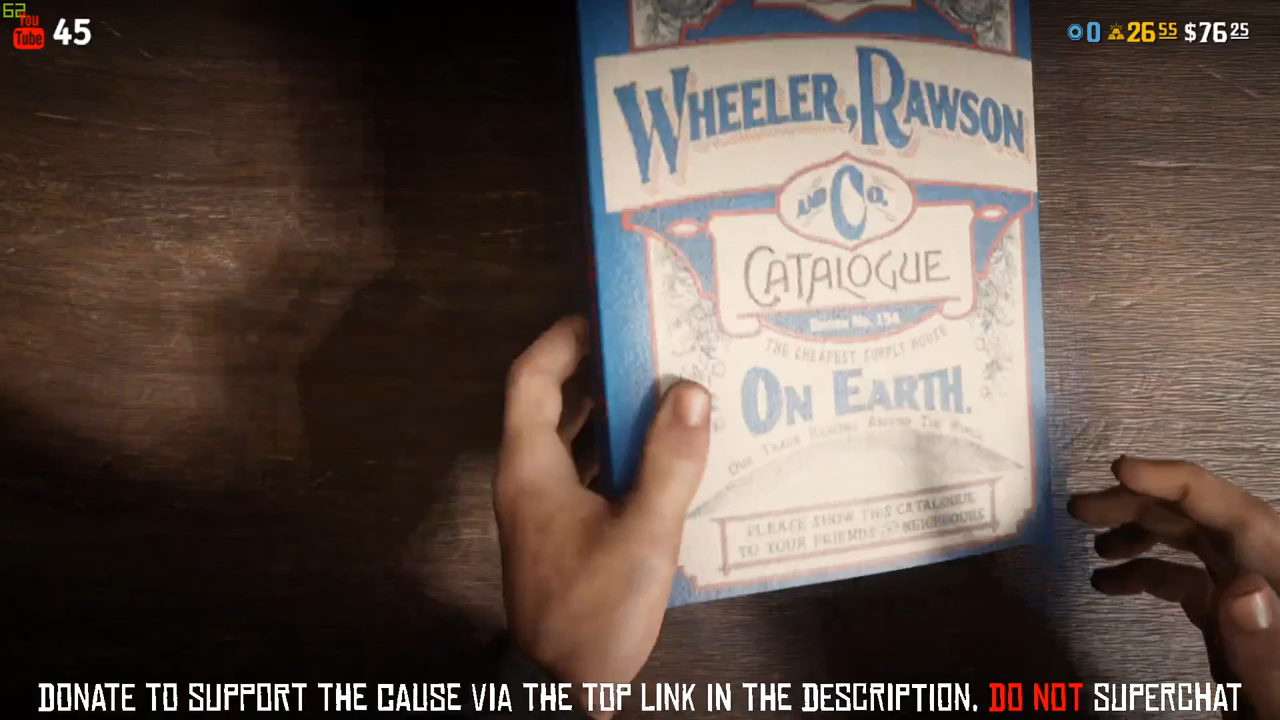 62
You
Tube
45
0 26 55 $76 25
WHEELER, RAWSON
AND Co.
CATALOGUE
THE CHEAPEST SUPPLY HOUSE
ON EARTH.
OUR TRADE REACHES AROUND THE WORLD
PLEASE SHOW THIS CATALOGUE
TO YOUR FRIENDS AND NEIGHBOURS
DONATE TO SUPPORT THE CAUSE VIA THE TOP LINK IN THE DESCRIPTION. DO NOT SUPERCHAT